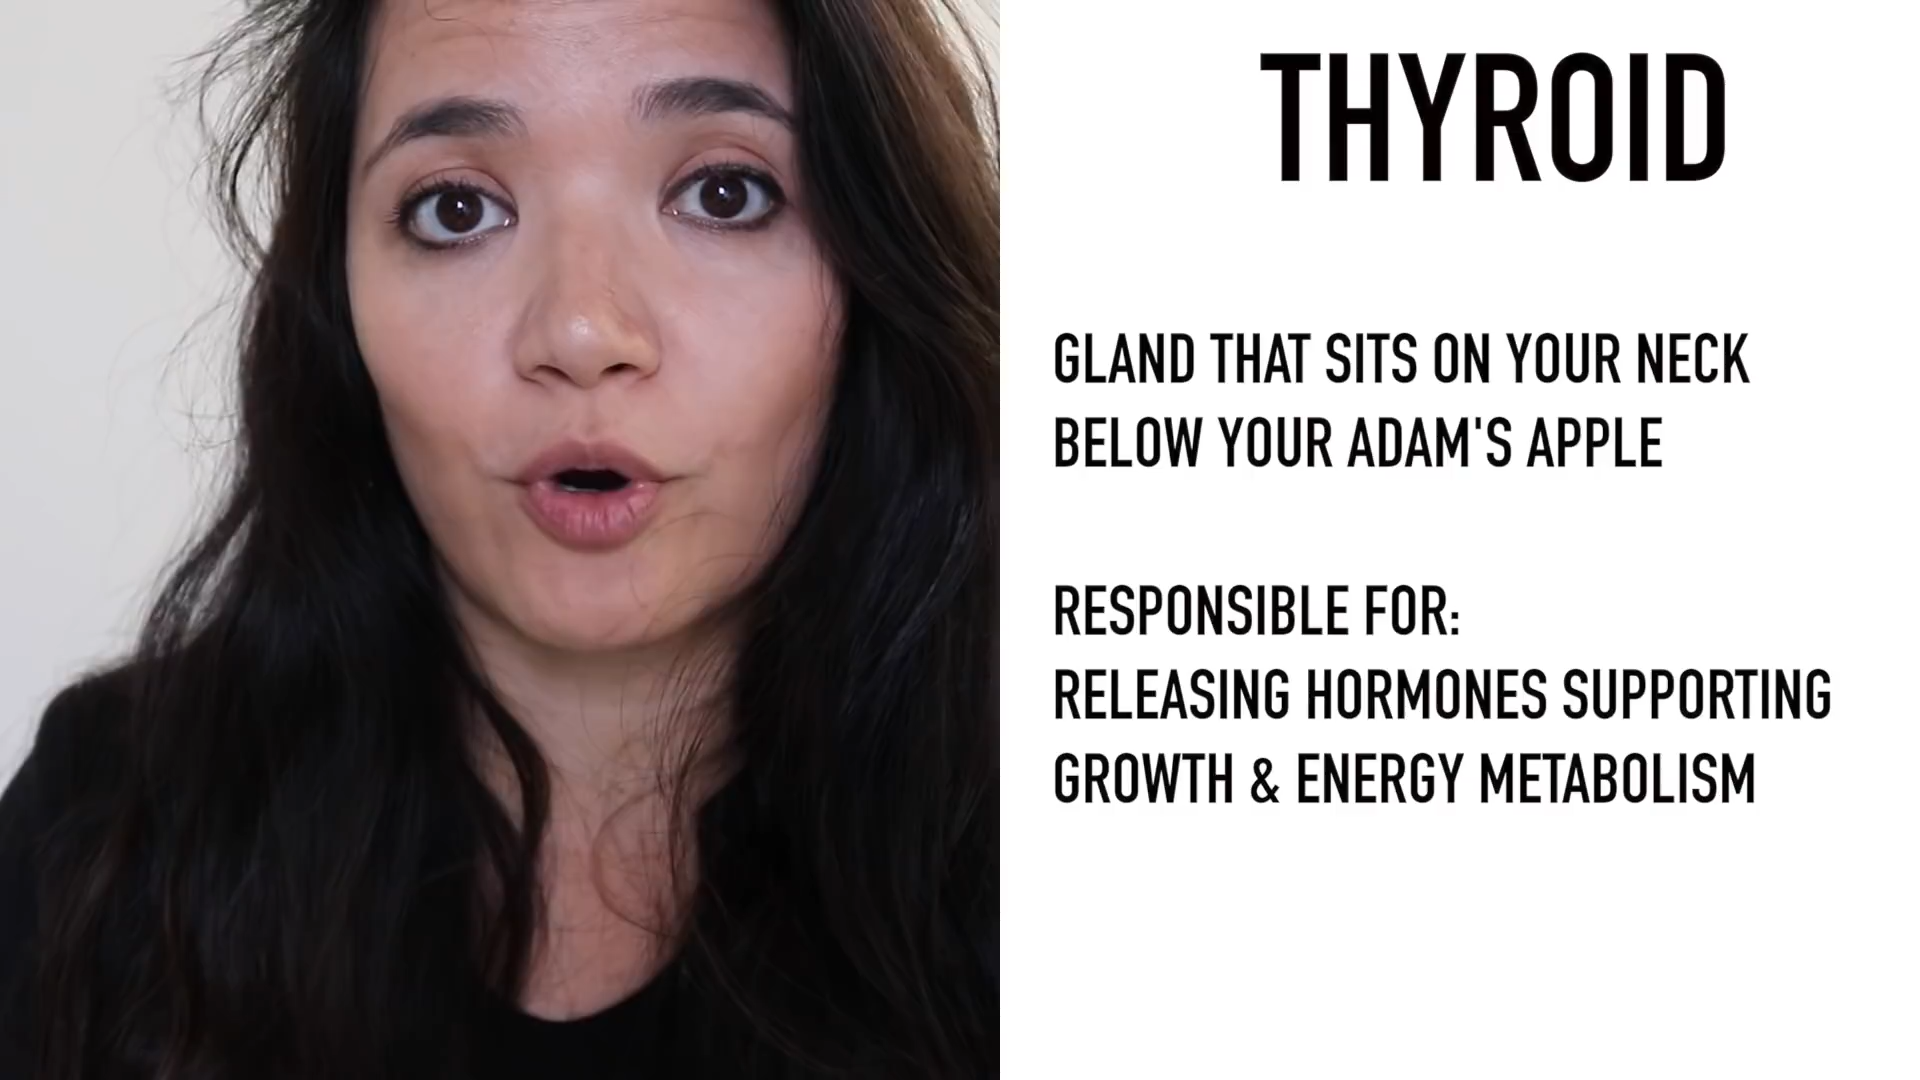 THYROID
GLAND THAT SITS ON YOUR NECK
BELOW YOUR ADAM'S APPLE
RESPONSIBLE FOR:
RELEASING HORMONES SUPPORTING
GROWTH & ENERGY METABOLISM